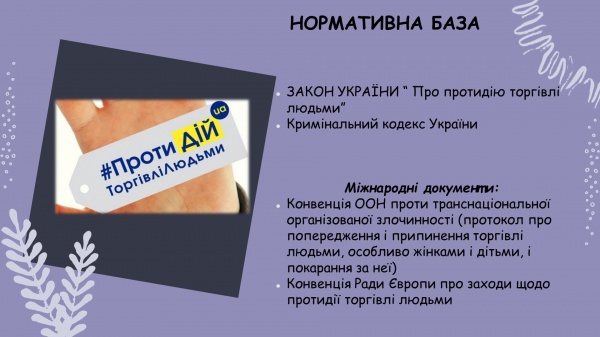 НОРМАТИВНА БАЗА
ЗАКОН УКРАЇНИ “ Про протидію торгівлі
людьми”
Кримінальний кодекс України
Міжнародні документи:
Конвенція ООН проти транснаціональної
організованої злочинності (протокол про
попередження і припинення торгівлі
людьми, особливо жінками і дітьми, і
покарання за неї)
Конвенція Ради Європи про заходи щодо
протидії торгівлі людьми
ua
#Проти Дій
ТоргівліЛюдьми